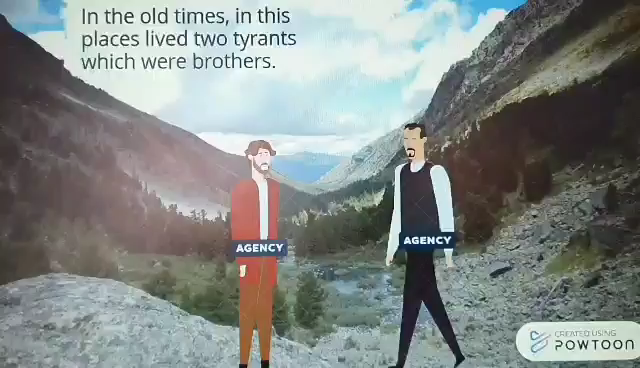 In the old times, in this
places lived two tyrants
which were brothers.
AGENCY
AGENCY
CREATED USING
POWTOON